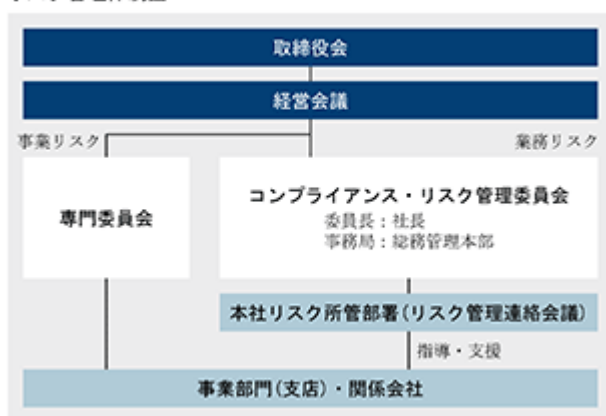 取締役会
経営会議
事業リスク
業務リスク
専門委員会
コンプライアンス・リスク管理委員会
委員長：社長
事務局：総務管理本部
本社リスク所管部署(リスク管理連絡会議)
指導・支援
事業部門(支店)・関係会社